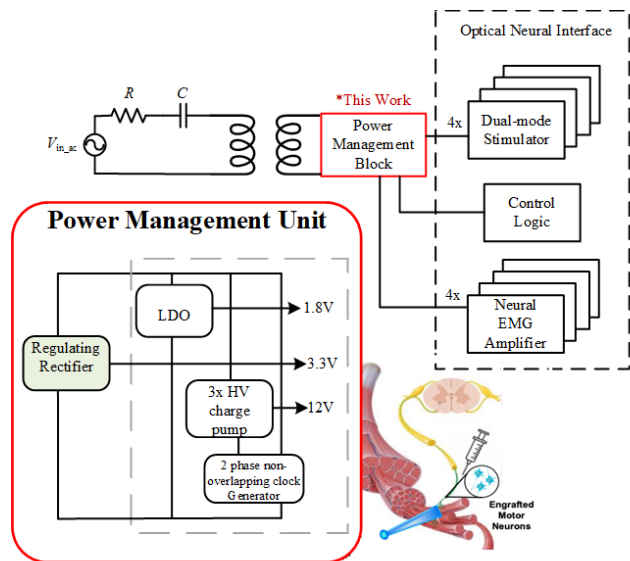 Optical Neural Interface
R
C
*This Work
V_in_ac
Power
Management
Block
4x
Dual-mode
Stimulator
Control
Logic
4x
Neural
EMG
Amplifier
Power Management Unit
LDO
1.8V
Regulating
Rectifier
3.3V
3x HV
charge
pump
12V
2 phase non-
overlapping clock
Generator
Engrafted
Motor
Neurons